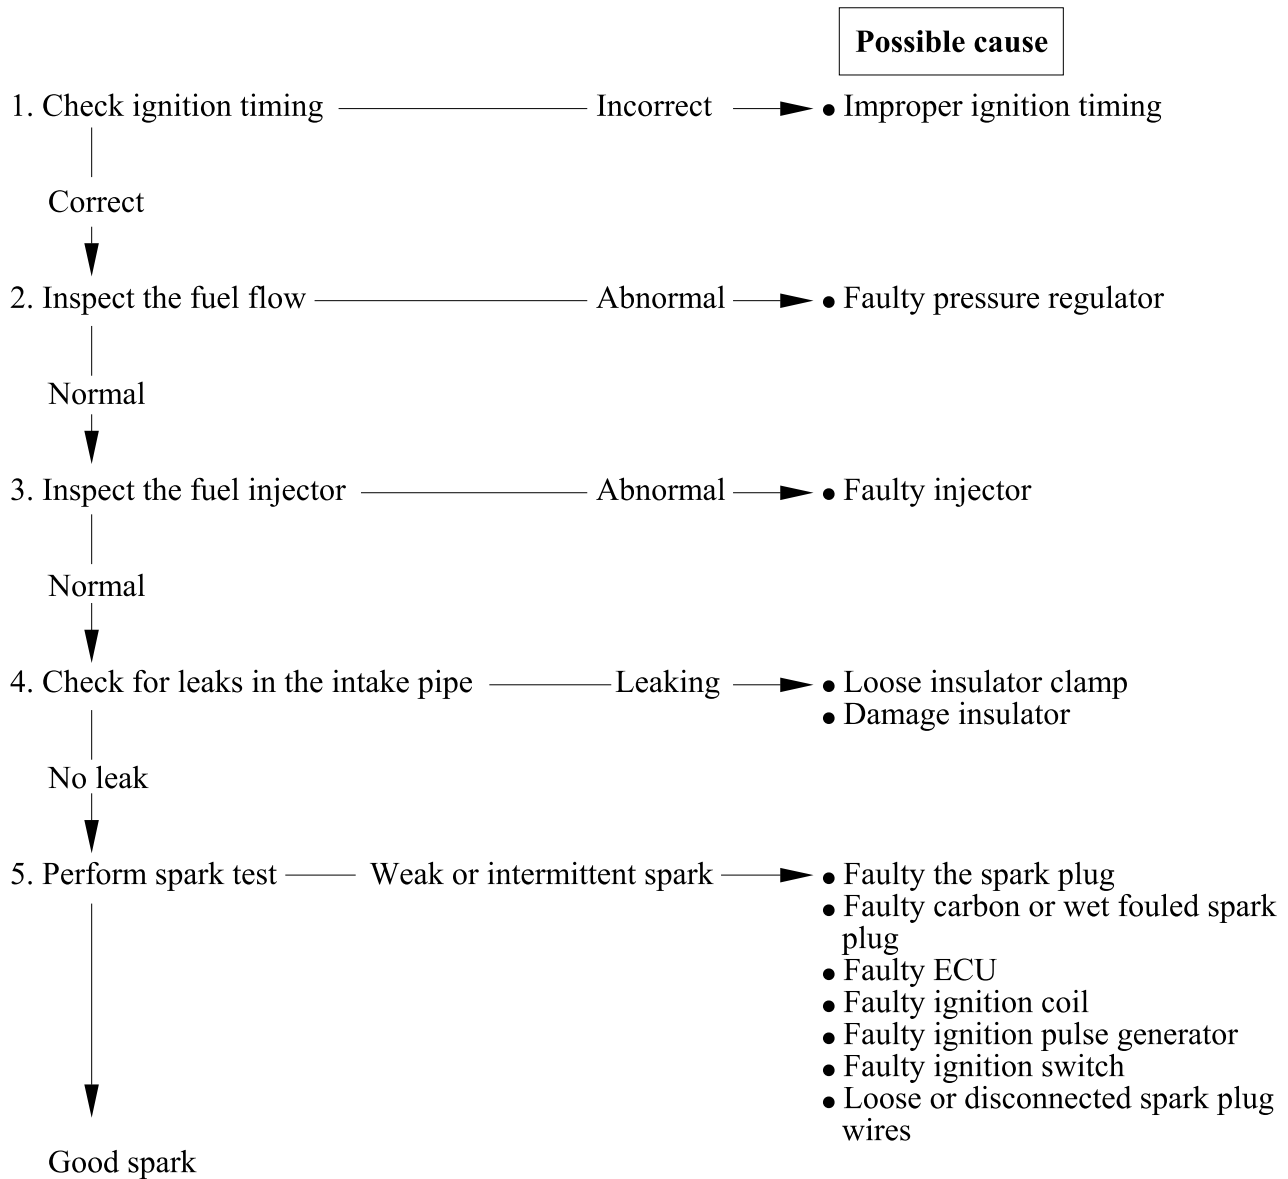 Possible cause
1. Check ignition timing Incorrect ● Improper ignition timing
Correct
2. Inspect the fuel flow Abnormal ● Faulty pressure regulator
Normal
3. Inspect the fuel injector Abnormal ● Faulty injector
Normal
4. Check for leaks in the intake pipe Leaking ● Loose insulator clamp
● Damage insulator
No leak
5. Perform spark test Weak or intermittent spark ● Faulty the spark plug
● Faulty carbon or wet fouled spark
plug
● Faulty ECU
● Faulty ignition coil
● Faulty ignition pulse generator
● Faulty ignition switch
● Loose or disconnected spark plug
wires
Good spark